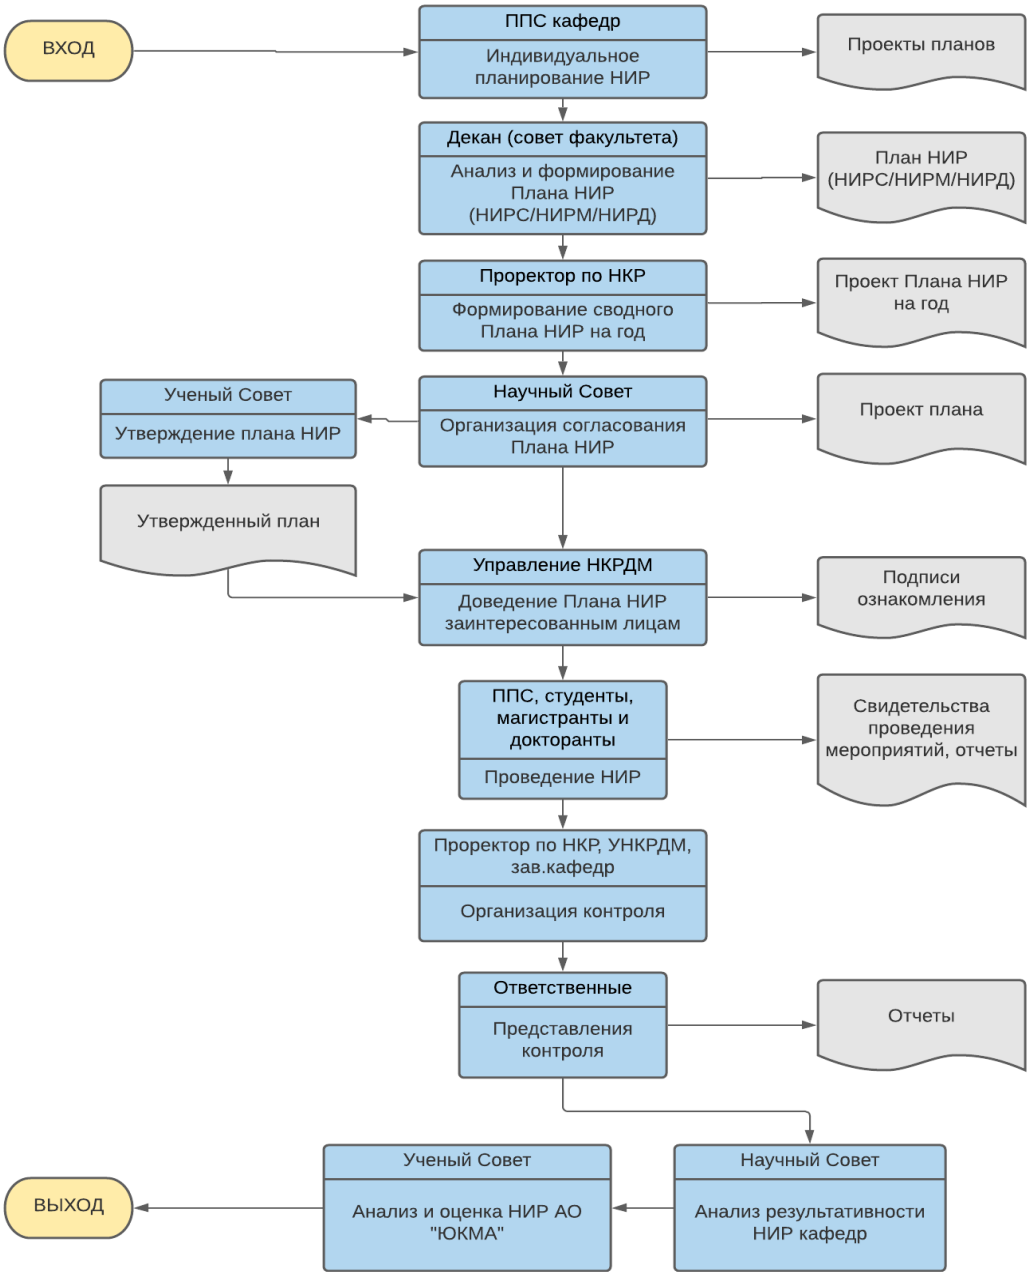 ВХОД
ППС кафедр
Индивидуальное
планирование НИР
Проекты планов
Декан (совет факультета)
Анализ и формирование
Плана НИР
(НИРС/НИРМ/НИРД)
План НИР
(НИРС/НИРМ/НИРД)
Проректор по НКР
Формирование сводного
Плана НИР на год
Проект Плана НИР
на год
Научный Совет
Организация согласования
Плана НИР
Проект плана
Ученый Совет
Утверждение плана НИР
Утвержденный план
Управление НКРДМ
Доведение Плана НИР
заинтересованным лицам
Подписи
ознакомления
ППС, студенты,
магистранты и
докторанты
Проведение НИР
Свидетельства
проведения
мероприятий, отчеты
Проректор по НКР, УНКРДМ,
зав.кафедр
Организация контроля
Ответственные
Представления
контроля
Отчеты
Научный Совет
Анализ результативности
НИР кафедр
Ученый Совет
Анализ и оценка НИР АО
"ЮКМА"
ВЫХОД